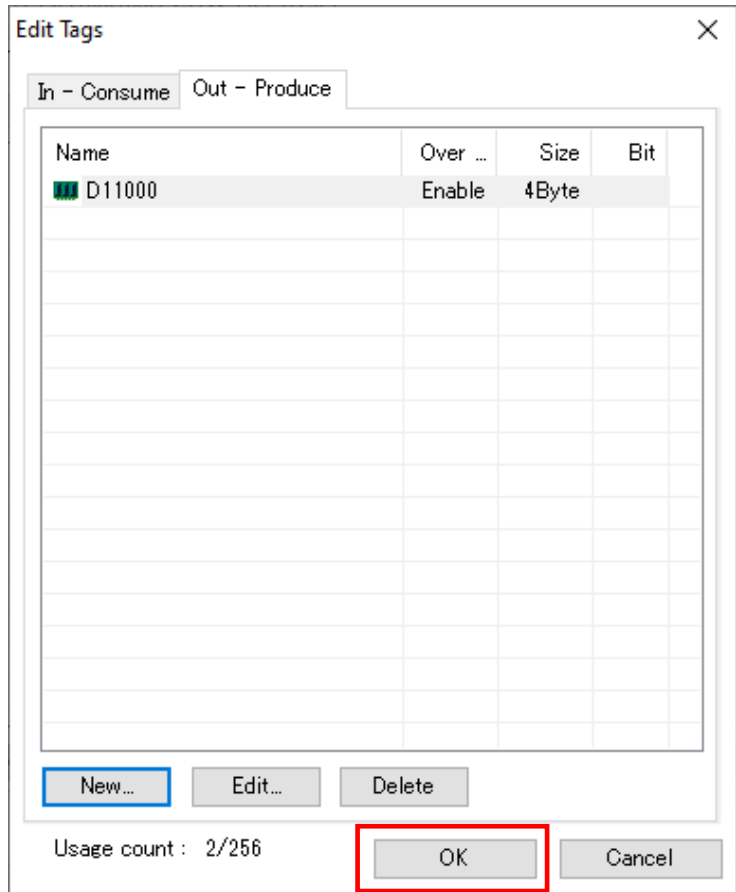 Edit Tags
In - Consume Out - Produce
Name Over ... Size Bit
D11000 Enable 4Byte
New... Edit... Delete
Usage count : 2/256 OK Cancel